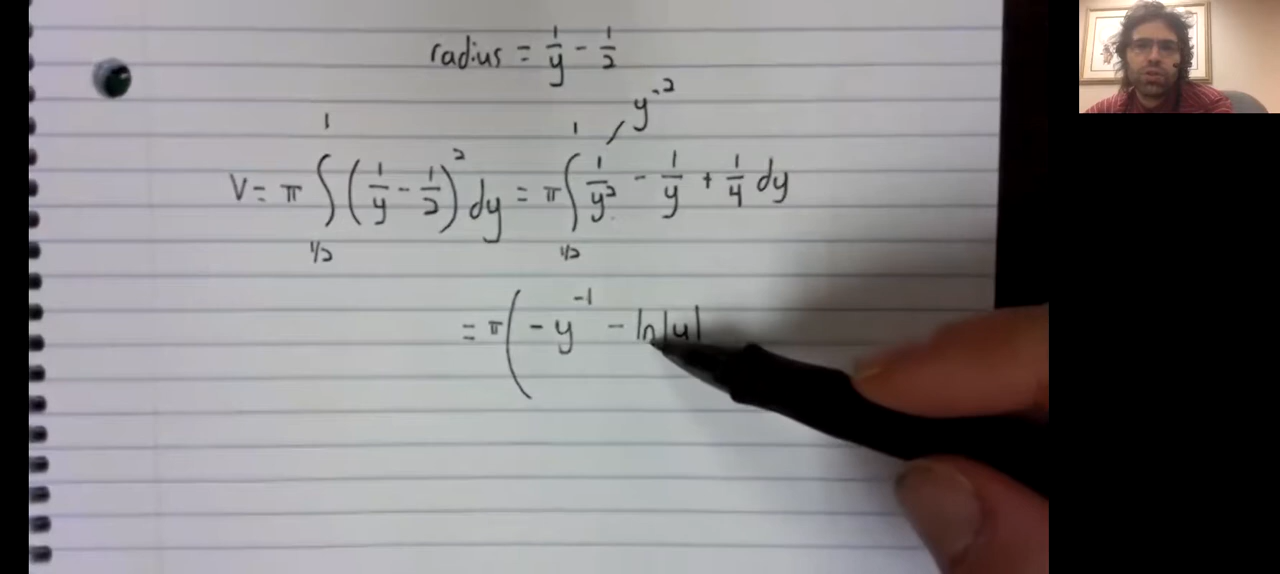 radius = 1/y - 1/2
y^-2
V = π ∫_{1/2}^{1} (1/y - 1/2)^2 dy = π ∫_{1/2}^{1} 1/y^2 - 1/y + 1/4 dy
= π ( -y^-1 - ln|y|